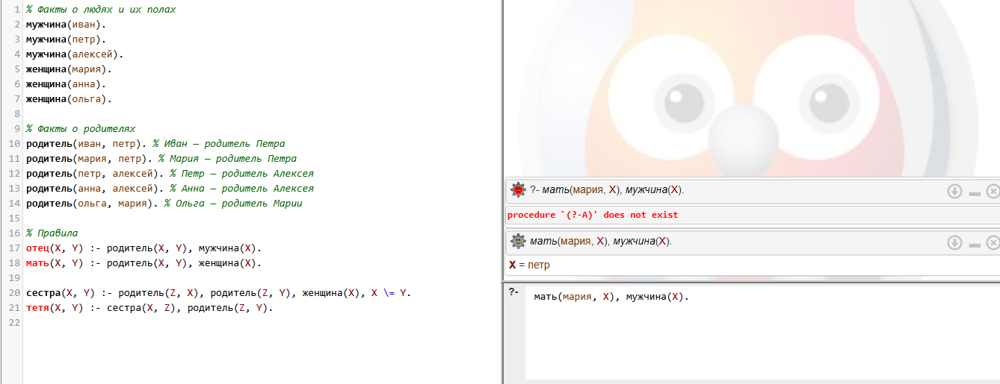 1 % Факты о людях и их полах
2 мужчина(иван).
3 мужчина(петр).
4 мужчина(алексей).
5 женщина(мария).
6 женщина(анна).
7 женщина(ольга).
8
9 % Факты о родителях
10 родитель(иван, петр). % Иван — родитель Петра
11 родитель(мария, петр). % Мария — родитель Петра
12 родитель(петр, алексей). % Петр — родитель Алексея
13 родитель(анна, алексей). % Анна — родитель Алексея
14 родитель(ольга, мария). % Ольга — родитель Марии
15
16 % Правила
17 отец(X, Y) :- родитель(X, Y), мужчина(X).
18 мать(X, Y) :- родитель(X, Y), женщина(X).
19
20 сестра(X, Y) :- родитель(Z, X), родитель(Z, Y), женщина(X), X \= Y.
21 тетя(X, Y) :- сестра(X, Z), родитель(Z, Y).
22
?- мать(мария, X), мужчина(X).
procedure `(?-A)' does not exist
мать(мария, X), мужчина(X).
X = петр
?- мать(мария, X), мужчина(X).